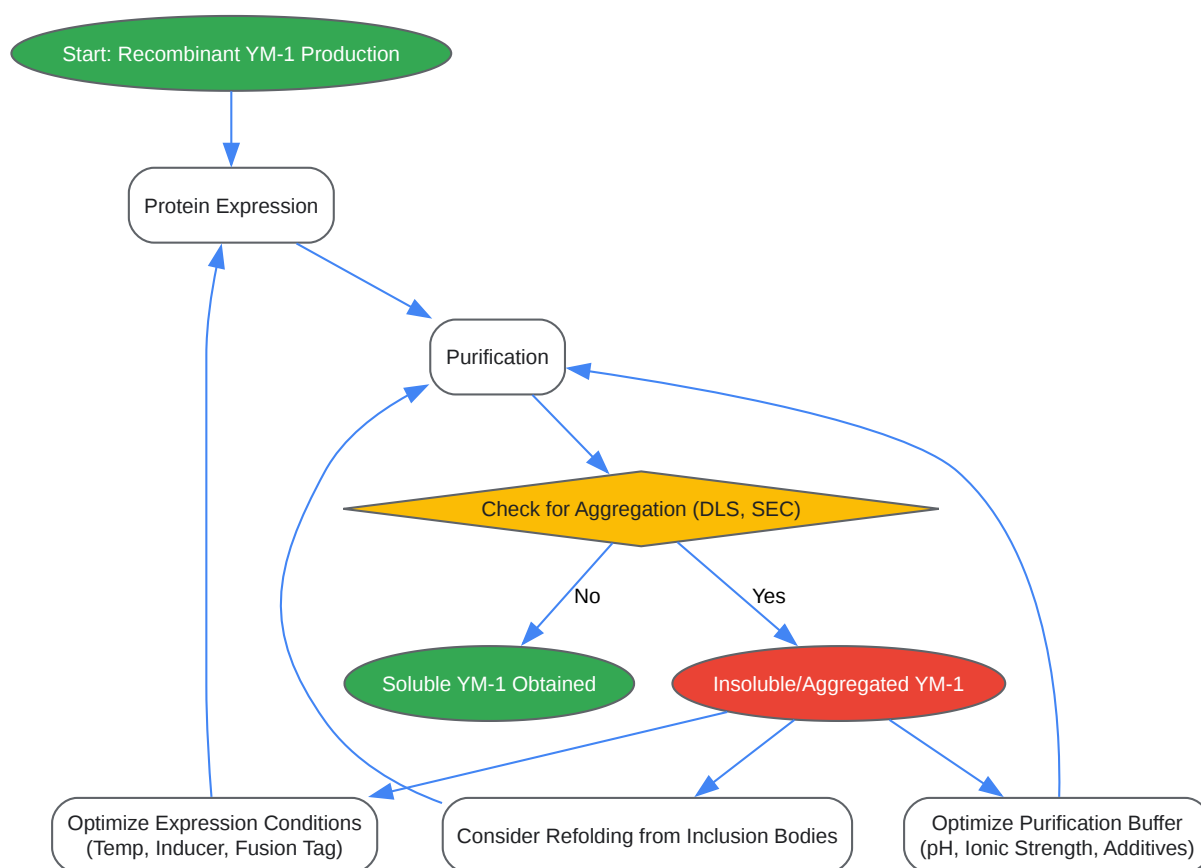 Start: Recombinant YM-1 Production
Protein Expression
Purification
Check for Aggregation (DLS, SEC)
No
Yes
Soluble YM-1 Obtained
Insoluble/Aggregated YM-1
Optimize Expression Conditions
(Temp, Inducer, Fusion Tag)
Consider Refolding from Inclusion Bodies
Optimize Purification Buffer
(pH, Ionic Strength, Additives)